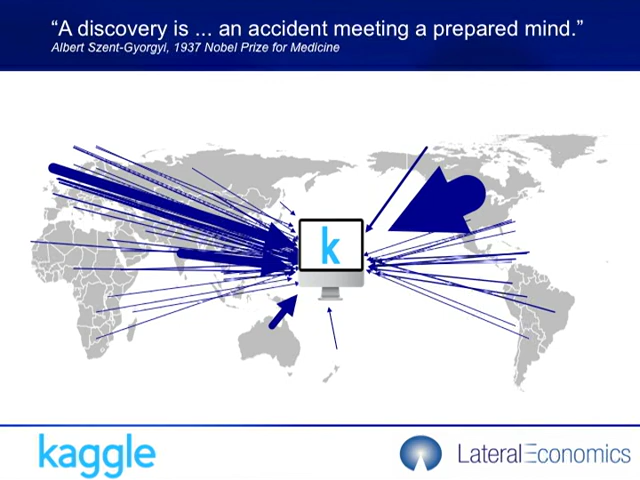 “A discovery is ... an accident meeting a prepared mind.”
Albert Szent-Gyorgyi, 1937 Nobel Prize for Medicine
k
kaggle
LateralEconomics